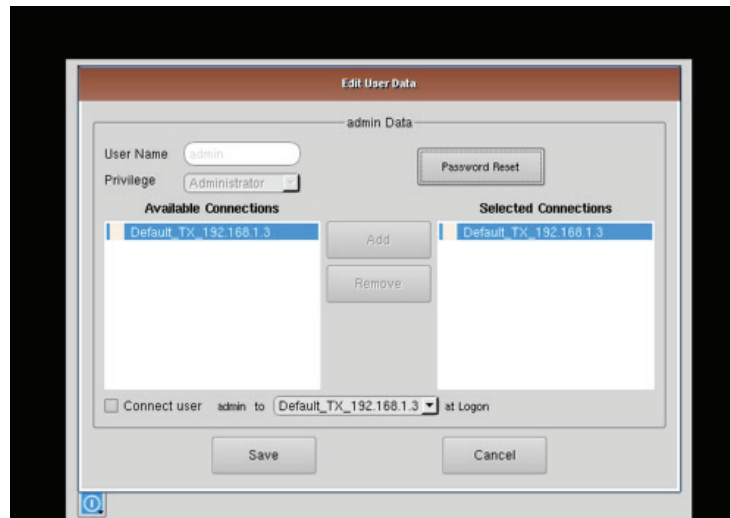 Edit User Data
admin Data
User Name admin
Password Reset
Privilege Administrator
Available Connections
Selected Connections
Default_TX_192.168.1.3
Add
Default_TX_192.168.1.3
Remove
Connect user admin to Default_TX_192.168.1.3 at Logon
Save
Cancel